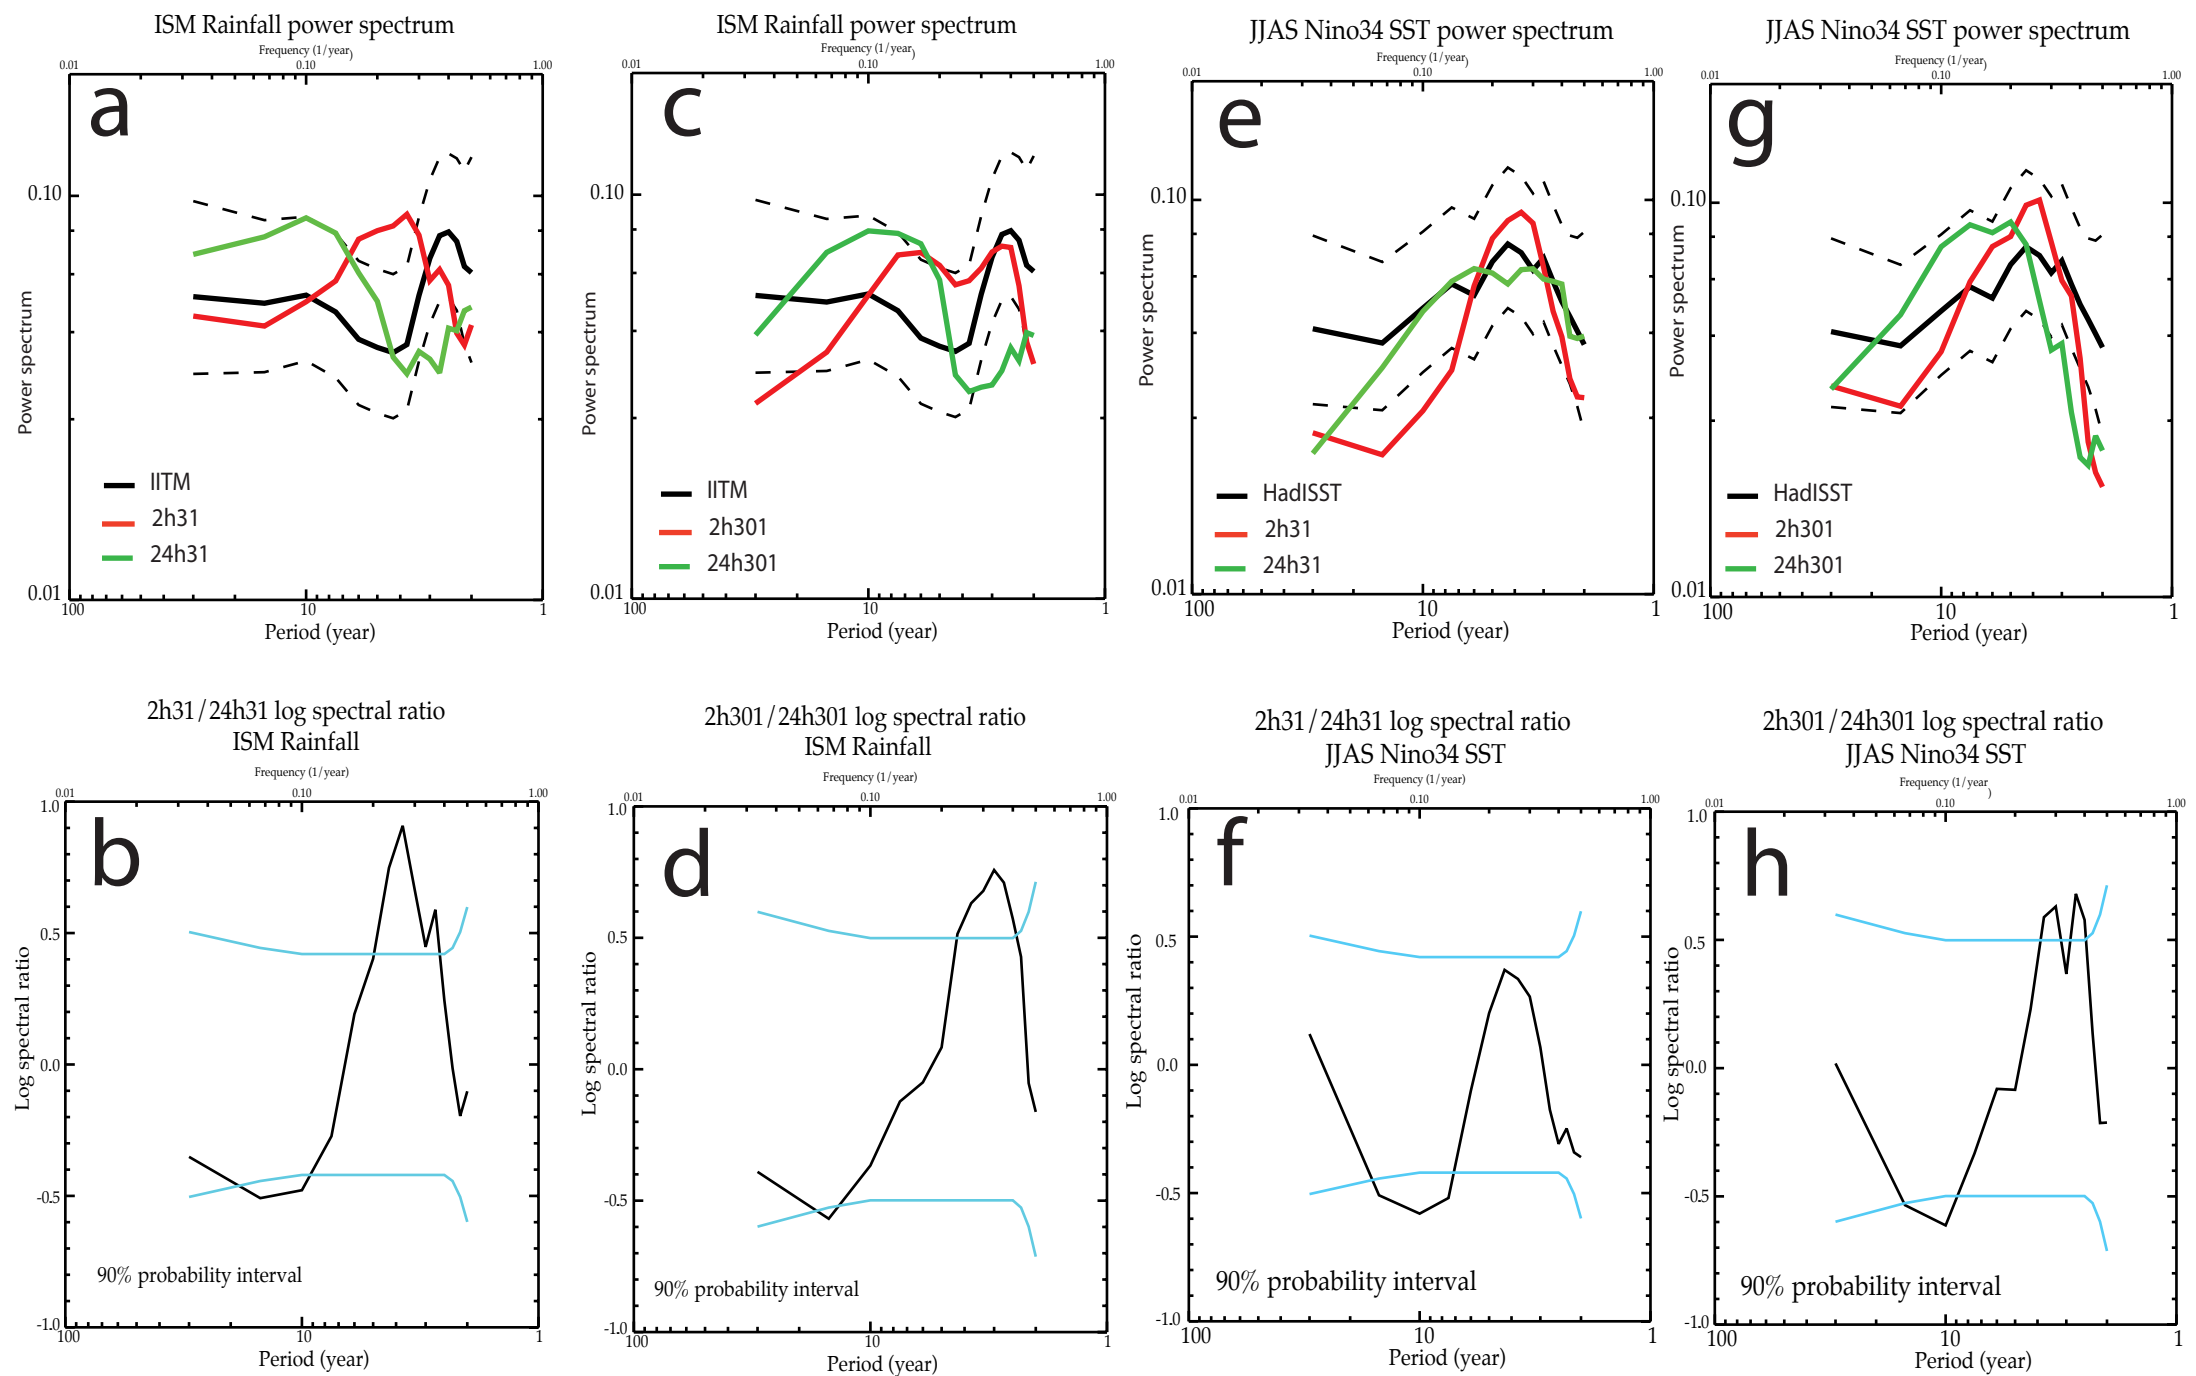 ISM Rainfall power spectrum
Frequency (1/year)
0.01 0.10 1.00
a
0.10
0.01
Power spectrum
IITM
2h31
24h31
100 10 1
Period (year)
ISM Rainfall power spectrum
Frequency (1/year)
0.01 0.10 1.00
c
0.10
0.01
Power spectrum
IITM
2h301
24h301
100 10 1
Period (year)
JJAS Nino34 SST power spectrum
Frequency (1/year)
0.01 0.10 1.00
e
0.10
0.01
Power spectrum
HadISST
2h31
24h31
100 10 1
Period (year)
JJAS Nino34 SST power spectrum
Frequency (1/year)
0.01 0.10 1.00
g
0.10
0.01
Power spectrum
HadISST
2h301
24h301
100 10 1
Period (year)
2h31/24h31 log spectral ratio
ISM Rainfall
Frequency (1/year)
0.01 0.10 1.00
b
1.0
0.5
0.0
-0.5
-1.0
Log spectral ratio
90% probability interval
100 10 1
Period (year)
2h301/24h301 log spectral ratio
ISM Rainfall
Frequency (1/year)
0.01 0.10 1.00
d
1.0
0.5
0.0
-0.5
-1.0
Log spectral ratio
90% probability interval
100 10 1
Period (year)
2h31/24h31 log spectral ratio
JJAS Nino34 SST
Frequency (1/year)
0.01 0.10 1.00
f
1.0
0.5
0.0
-0.5
-1.0
Log spectral ratio
90% probability interval
100 10 1
Period (year)
2h301/24h301 log spectral ratio
JJAS Nino34 SST
Frequency (1/year)
0.01 0.10 1.00
h
1.0
0.5
0.0
-0.5
-1.0
Log spectral ratio
90% probability interval
100 10 1
Period (year)